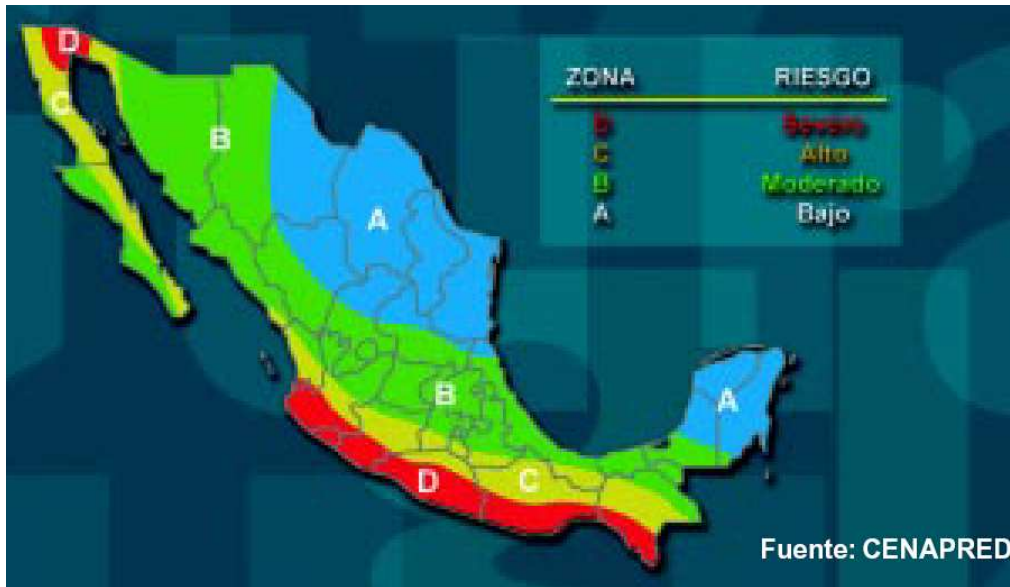 D
C
B
A
B
D
C
A
ZONA RIESGO
D Severo
C Alto
B Moderado
A Bajo
Fuente: CENAPRED